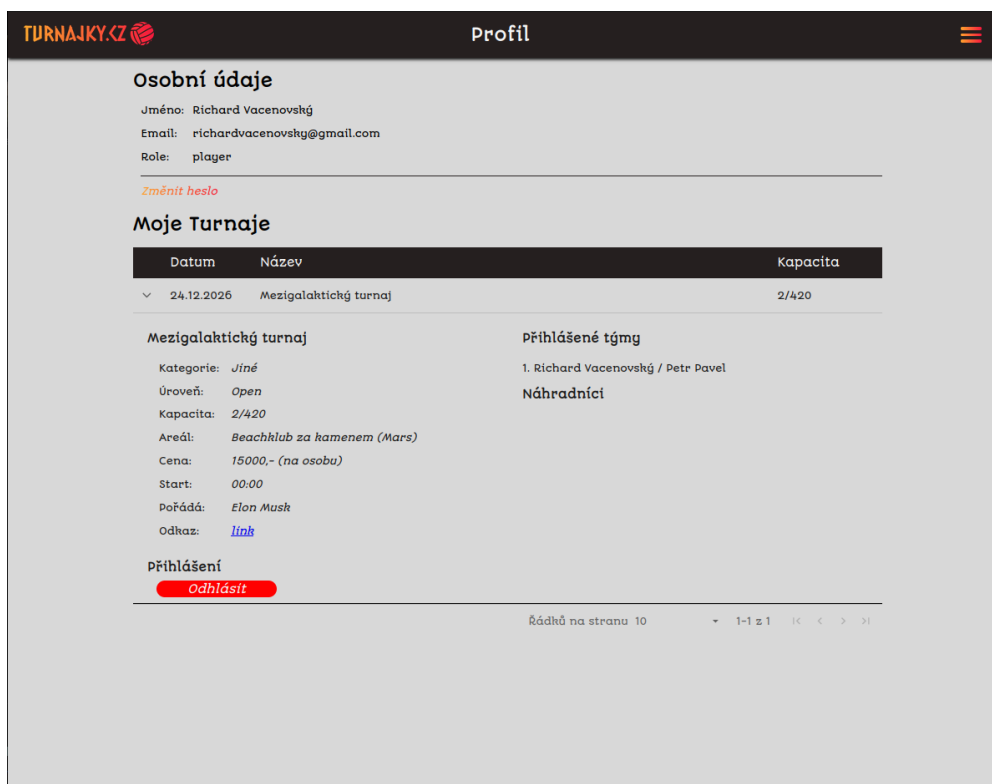 TURNAJKY.CZ
Profil
Osobní údaje
Jméno: Richard Vacenovský
Email: richardvacenovsky@gmail.com
Role: player
Změnit heslo
Moje Turnaje
Datum Název Kapacita
24.12.2026 Mezigalaktický turnaj 2/420
Mezigalaktický turnaj
Kategorie: Jiné
Úroveň: Open
Kapacita: 2/420
Areál: Beachklub za kamenem (Mars)
Cena: 15000,- (na osobu)
Start: 00:00
Pořádá: Elon Musk
Odkaz: link
Přihlášení
Odhlásit
Přihlášené týmy
1. Richard Vacenovský / Petr Pavel
Náhradníci
Řádků na stranu 10 1-1 z 1